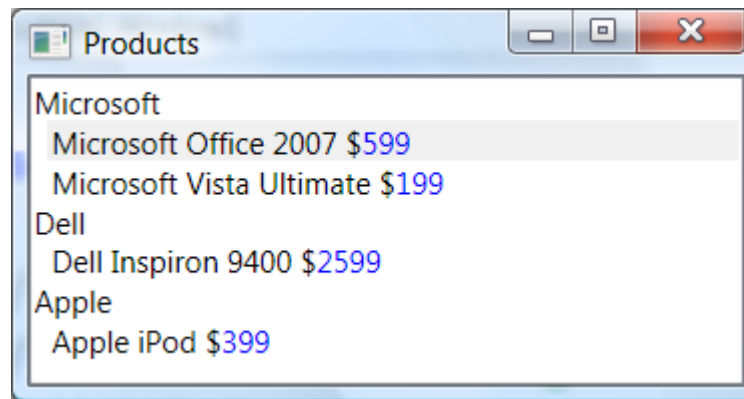 Products
Microsoft
Microsoft Office 2007 $599
Microsoft Vista Ultimate $199
Dell
Dell Inspiron 9400 $2599
Apple
Apple iPod $399